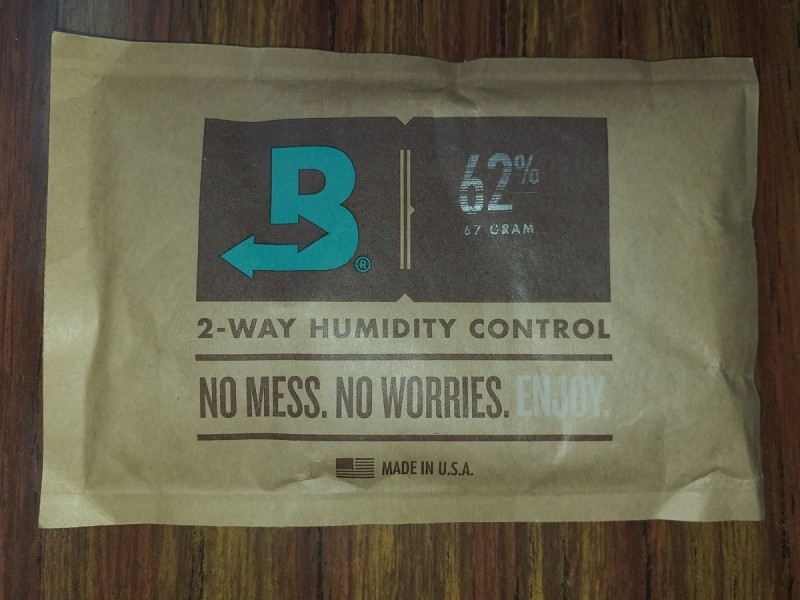 B®
62%
67 GRAM
2-WAY HUMIDITY CONTROL
NO MESS. NO WORRIES. ENJOY.
MADE IN U.S.A.